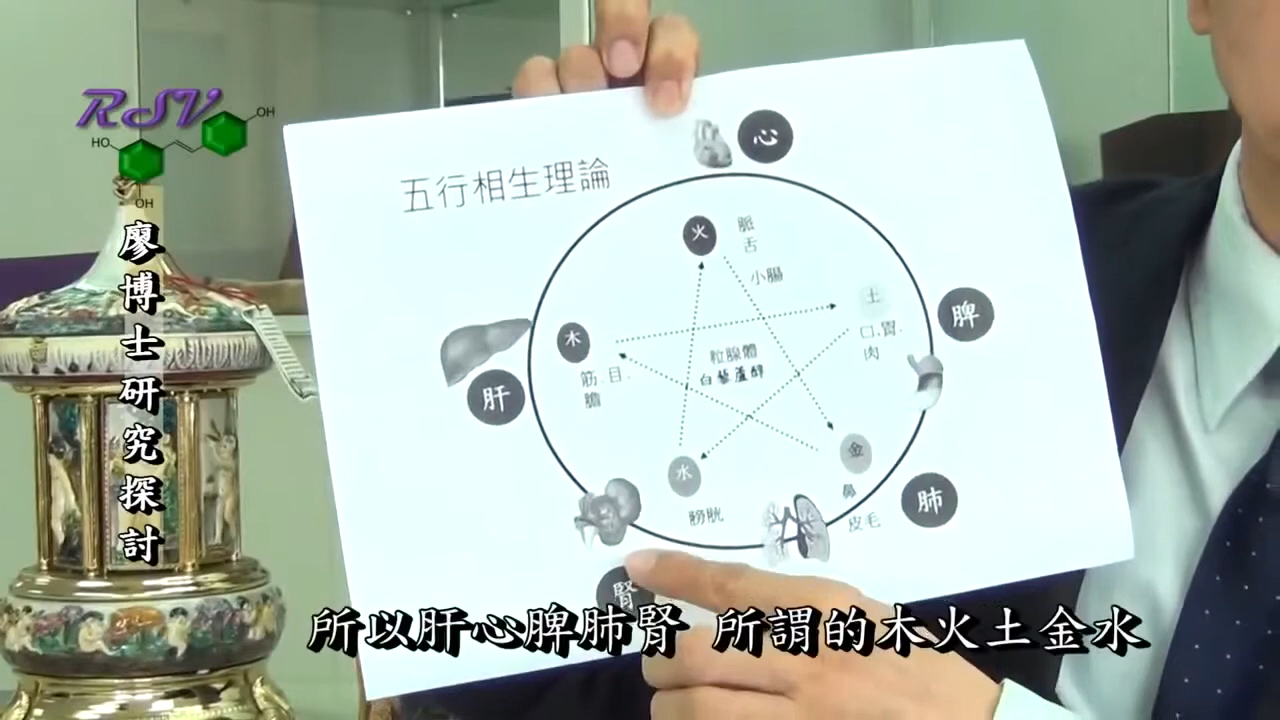 RSV
OH
HO
OH
廖博士研究探討
五行相生理論
心
火
脈
舌
小腸
土
口.胃.
肉
脾
木
筋.目.
膽
肝
粒腺體
白藜蘆醇
金
鼻
皮毛
肺
水
膀胱
腎
所以肝心脾肺腎 所謂的木火土金水